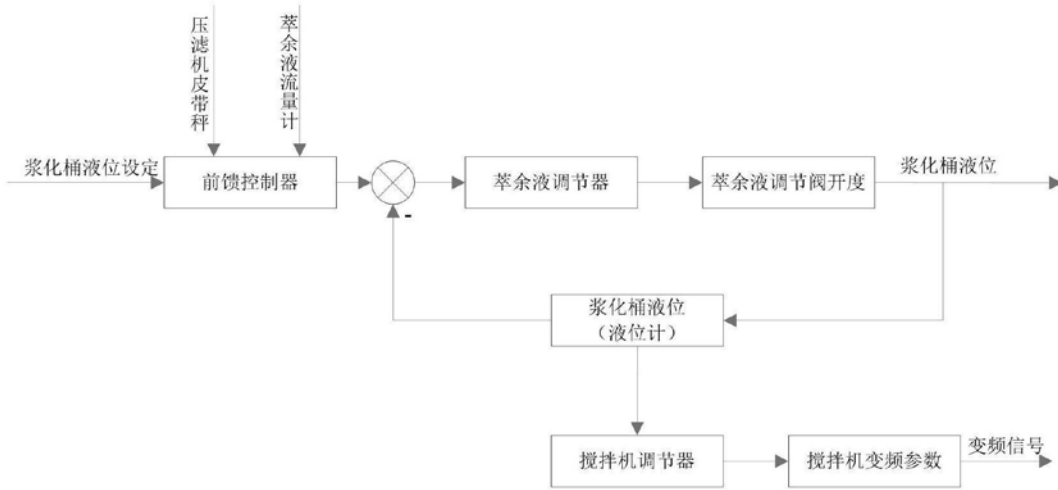 压滤机皮带秤
萃余液流量计
浆化桶液位设定
前馈控制器
萃余液调节器
萃余液调节阀开度
浆化桶液位
-
浆化桶液位
（液位计）
搅拌机调节器
搅拌机变频参数
变频信号